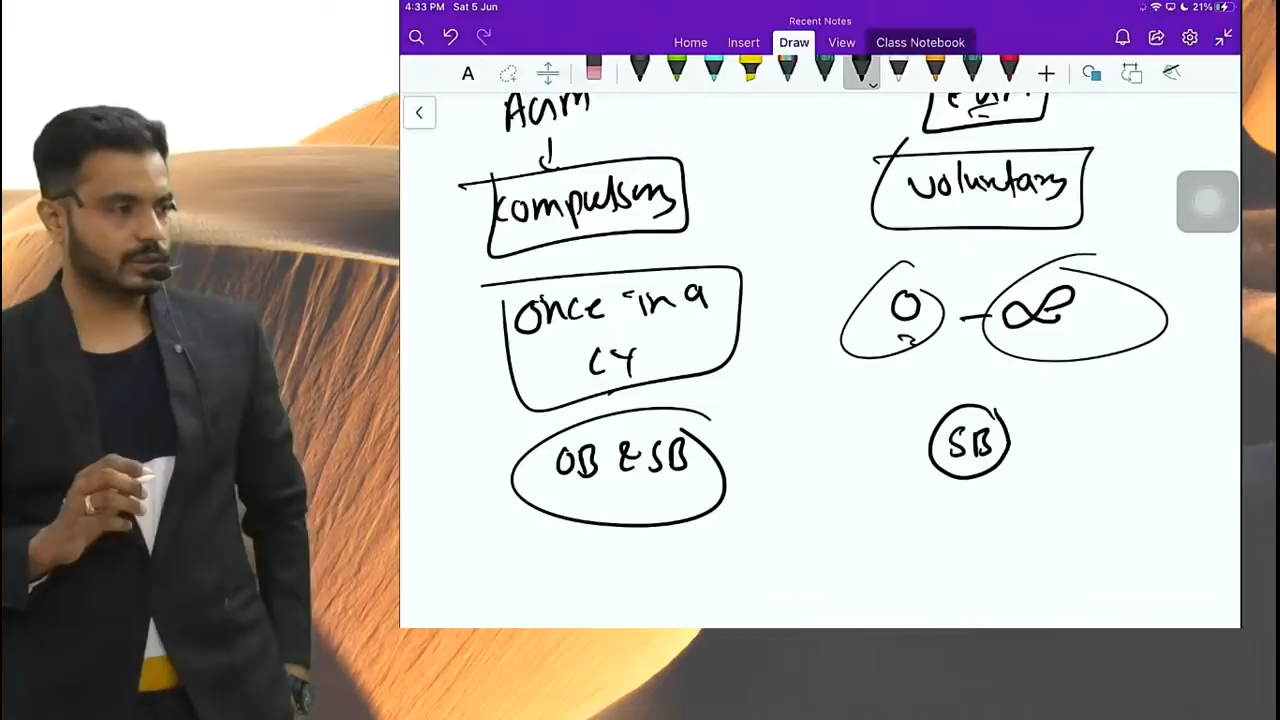 4:33 PM Sat 5 Jun
21%
Recent Notes
Home Insert Draw View Class Notebook
A
AGM
EGM
compulsory
voluntary
Once in a
CY
0 - ∞
OB & SB
SB